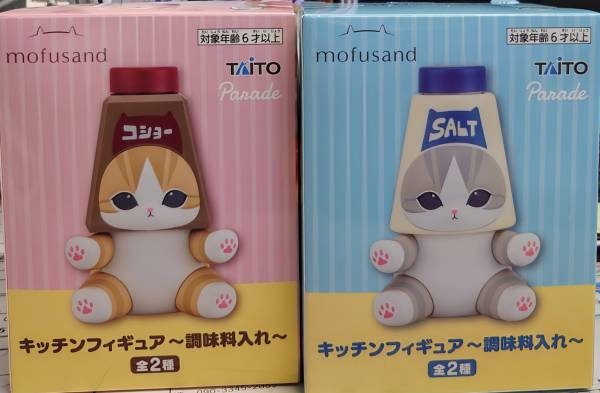 mofusand
対象年齢6才以上
TAITO
Parade
コショー
キッチンフィギュア～調味料入れ～
全2種
mofusand
対象年齢6才以上
TAITO
Parade
SALT
キッチンフィギュア～調味料入れ～
全2種